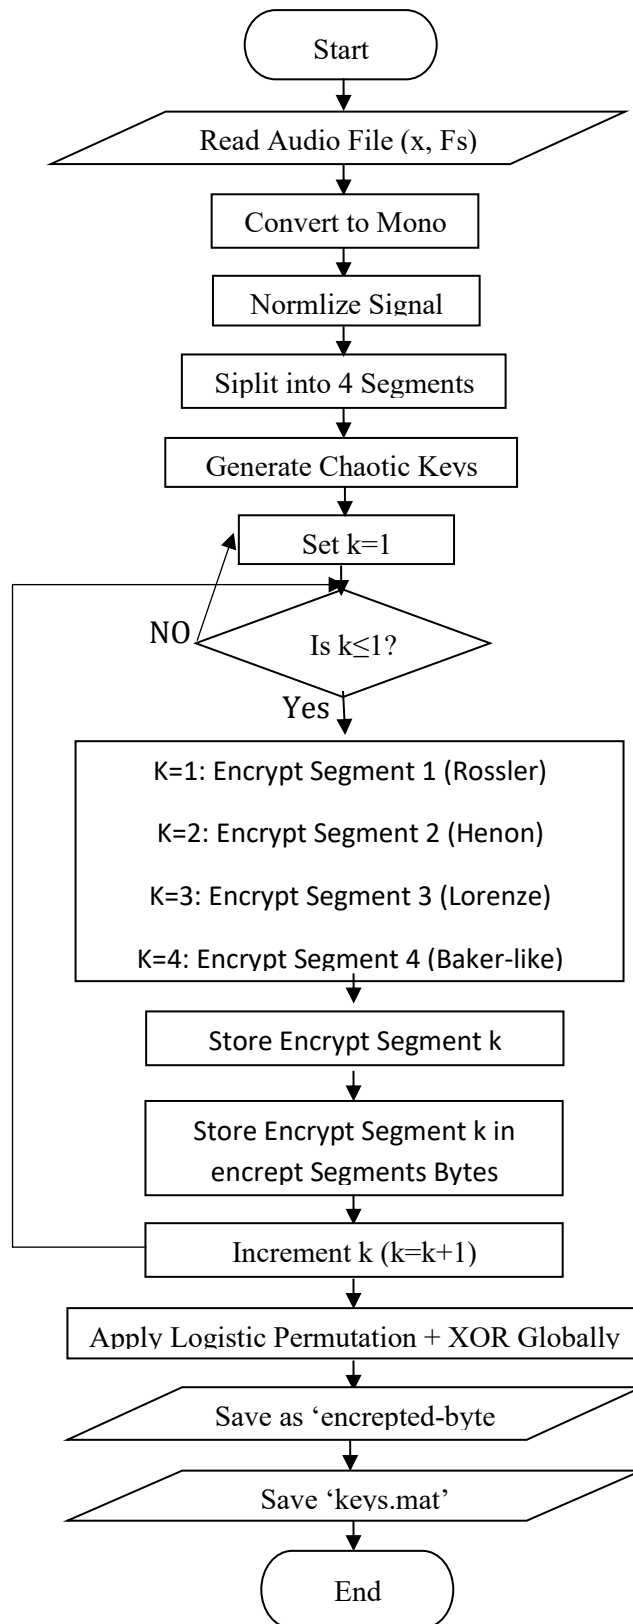 Start
Read Audio File (x, Fs)
Convert to Mono
Normlize Signal
Siplit into 4 Segments
Generate Chaotic Keys
Set k=1
NO
Is k≤1?
Yes
K=1: Encrypt Segment 1 (Rossler)
K=2: Encrypt Segment 2 (Henon)
K=3: Encrypt Segment 3 (Lorenze)
K=4: Encrypt Segment 4 (Baker-like)
Store Encrypt Segment k
Store Encrypt Segment k in
encrept Segments Bytes
Increment k (k=k+1)
Apply Logistic Permutation + XOR Globally
Save as ‘encrepted-byte
Save ‘keys.mat’
End